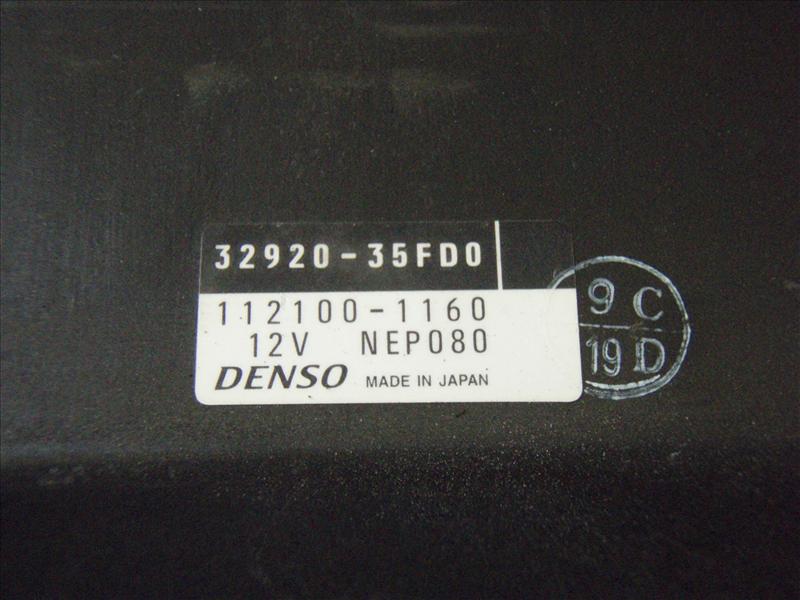 32920-35FD0
112100-1160
12V NEP080
DENSO MADE IN JAPAN
9 C
19 D